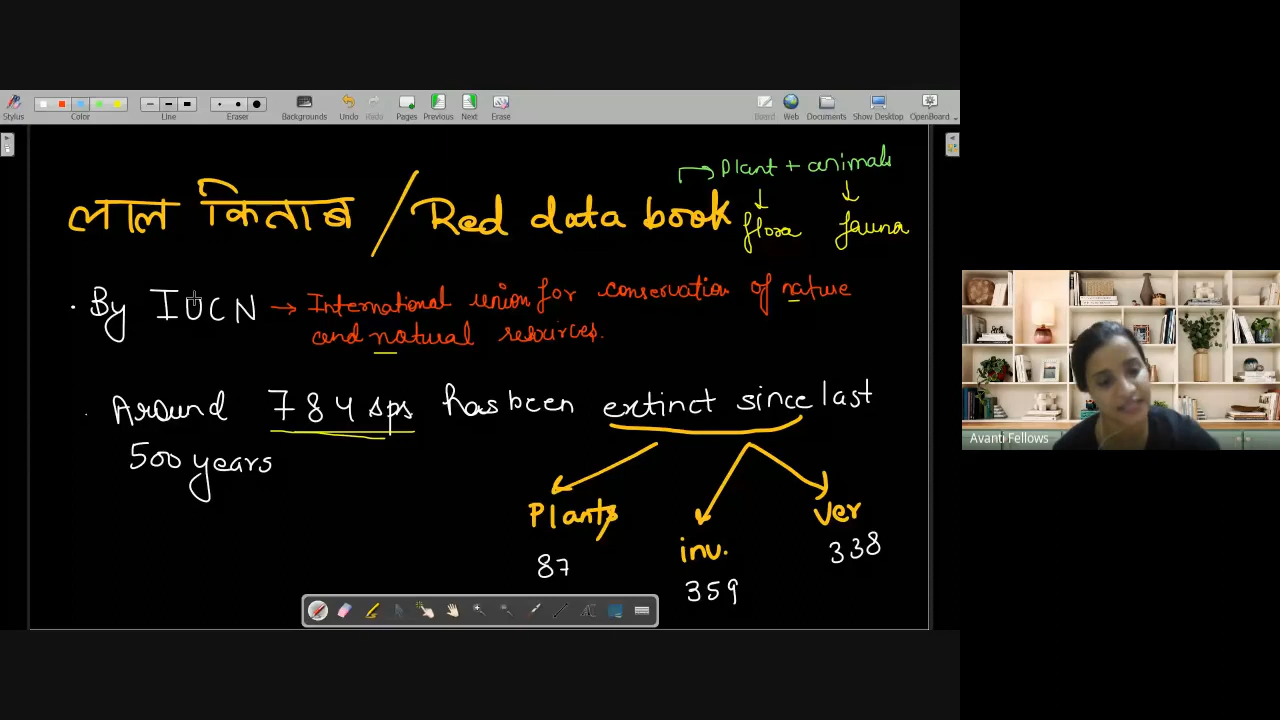 Stylus Color Line Eraser Backgrounds Undo Redo Pages Previous Next Erase Board Web Documents Show Desktop OpenBoard
Plant + animals
flora fauna
लाल किताब / Red data book
. By IUCN → International union for conservation of nature
and natural resources.
. Around 784 sps has been extinct since last
500 years
Plants inv. ver
87 359 338
Avanti Fellows